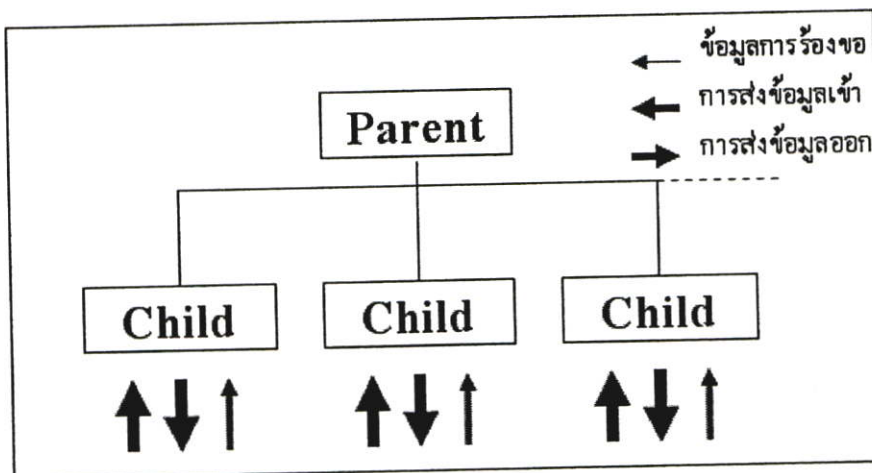 ข้อมูลการร้องขอ
การส่งข้อมูลเข้า
การส่งข้อมูลออก
Parent
Child
Child
Child